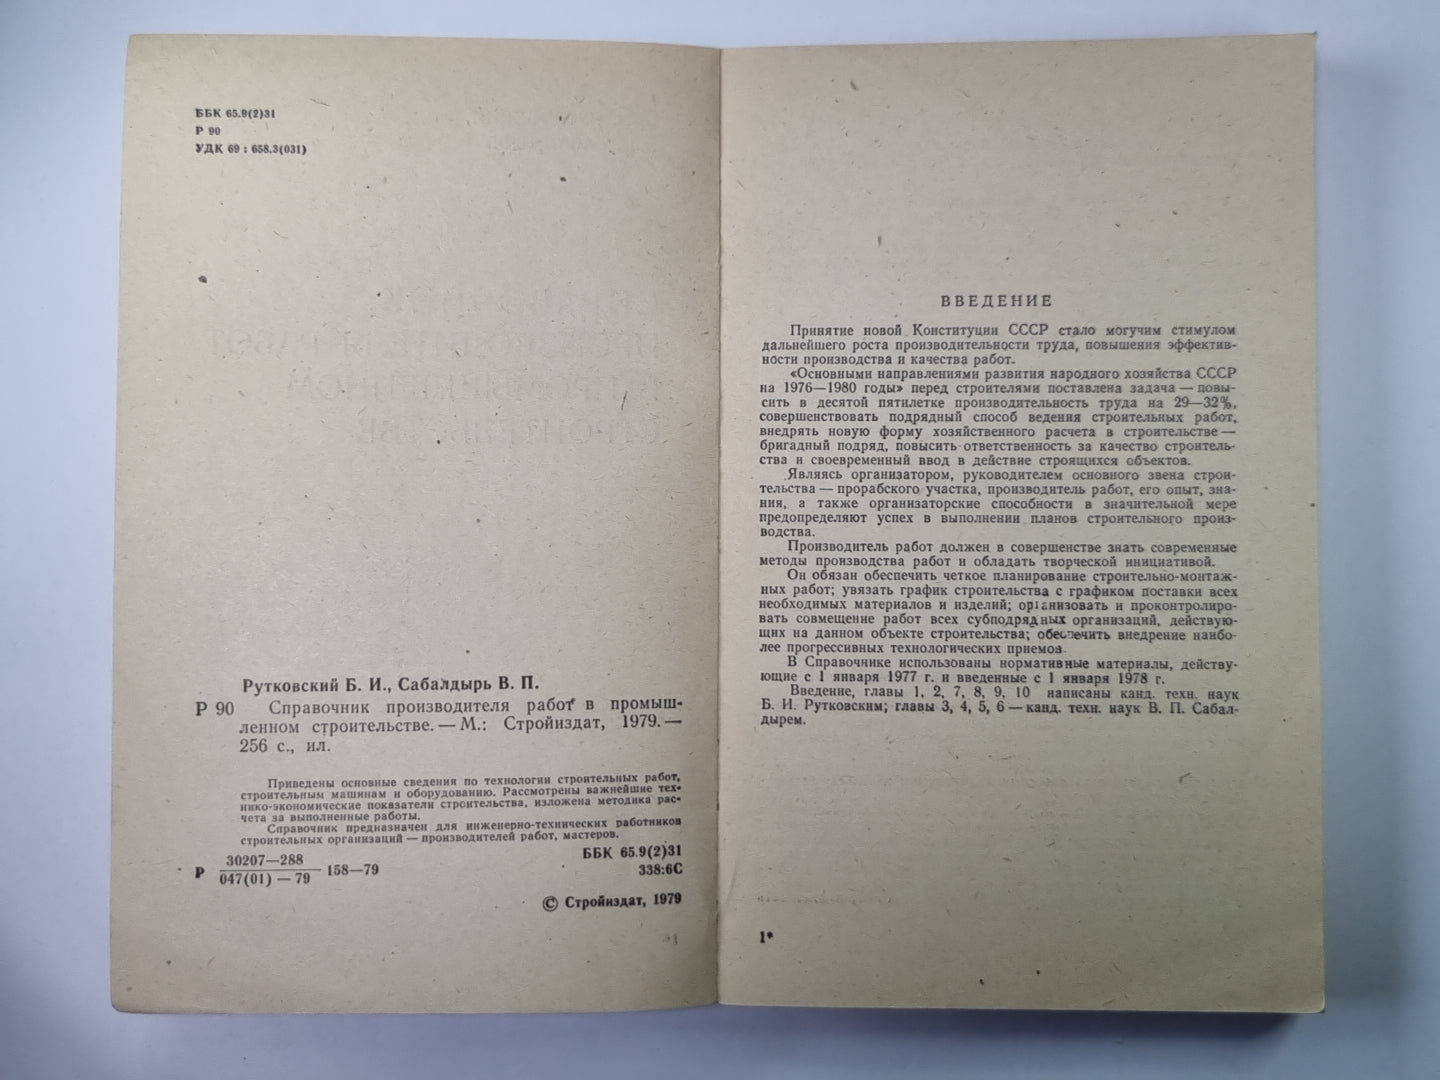 ББК 65.9(2)31
Р 90
УДК 69 : 658.3(031)
Рутковский Б. И., Сабалдырь В. П.
Р 90 Справочник производителя работ в промыш-
ленном строительстве. — М.: Стройиздат, 1979. —
256 с., ил.
Приведены основные сведения по технологии строительных работ,
строительным машинам и оборудованию. Рассмотрены важнейшие тех-
нико-экономические показатели строительства, изложена методика рас-
чета за выполненные работы.
Справочник предназначен для инженерно-технических работников
строительных организаций — производителей работ, мастеров.
Р 30207—288
047(01) — 79 158—79
ББК 65.9(2)31
338:6С
© Стройиздат, 1979
ВВЕДЕНИЕ
Принятие новой Конституции СССР стало могучим стимулом
дальнейшего роста производительности труда, повышения эффектив-
ности производства и качества работ.
«Основными направлениями развития народного хозяйства СССР
на 1976—1980 годы» перед строителями поставлена задача — повы-
сить в десятой пятилетке производительность труда на 29—32%,
совершенствовать подрядный способ ведения строительных работ,
внедрять новую форму хозяйственного расчета в строительстве —
бригадный подряд, повысить ответственность за качество строитель-
ства и своевременный ввод в действие строящихся объектов.
Являясь организатором, руководителем основного звена строи-
тельства — прорабского участка, производитель работ, его опыт, зна-
ния, а также организаторские способности в значительной мере
предопределяют успех в выполнении планов строительного произ-
водства.
Производитель работ должен в совершенстве знать современные
методы производства работ и обладать творческой инициативой.
Он обязан обеспечить четкое планирование строительно-монтаж-
ных работ; увязать график строительства с графиком поставки всех
необходимых материалов и изделий; организовать и проконтролиро-
вать совмещение работ всех субподрядных организаций, действую-
щих на данном объекте строительства; обеспечить внедрение наибо-
лее прогрессивных технологических приемов.
В Справочнике использованы нормативные материалы, действу-
ющие с 1 января 1977 г. и введенные с 1 января 1978 г.
Введение, главы 1, 2, 7, 8, 9, 10 написаны канд. техн. наук
Б. И. Рутковским; главы 3, 4, 5, 6 — канд. техн. наук В. П. Сабал-
дырем.
1*